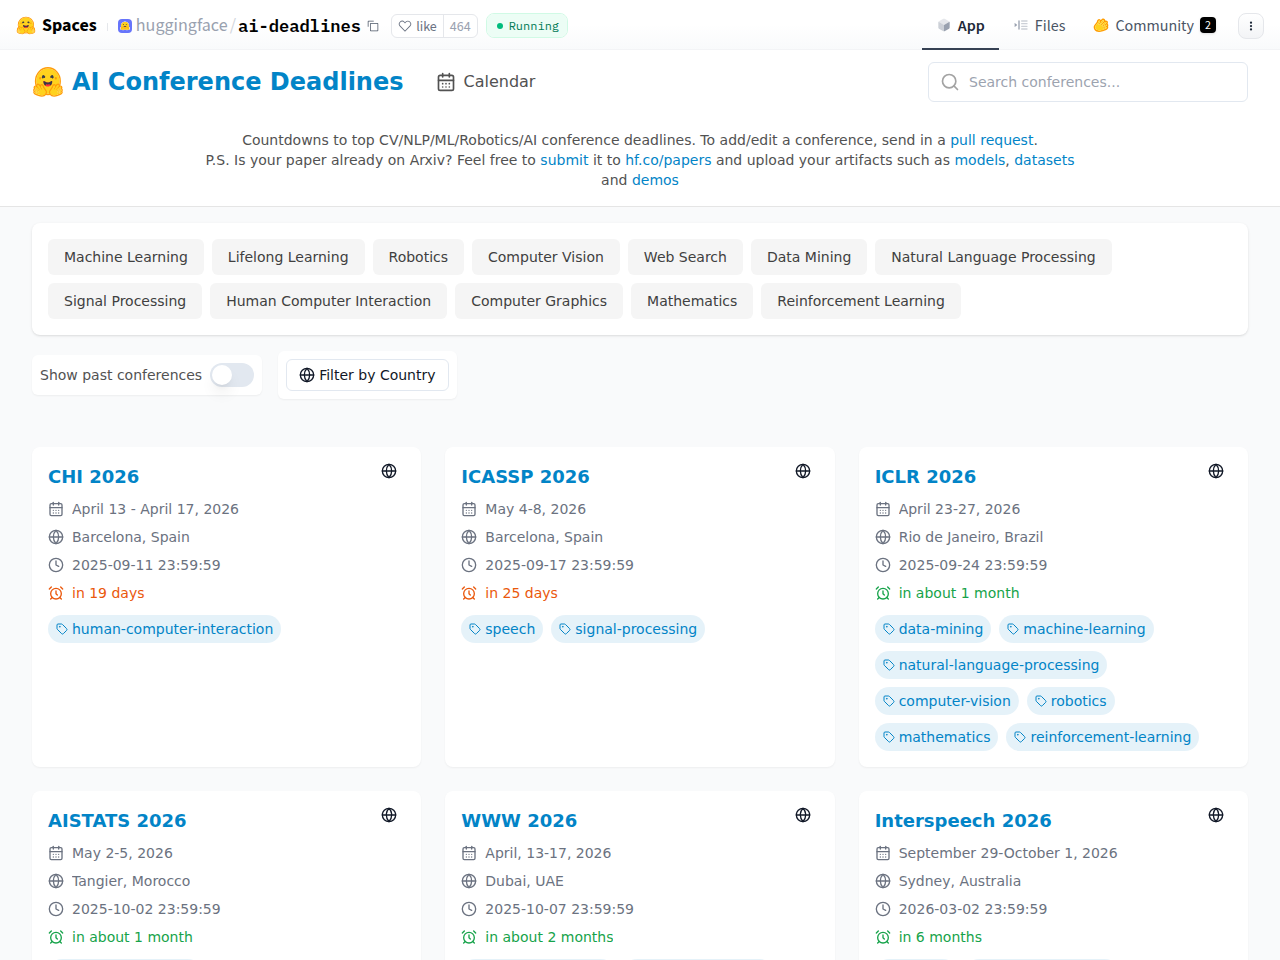 Spaces huggingface/ai-deadlines like 464 Running App Files Community 2
AI Conference Deadlines Calendar Search conferences...
Countdowns to top CV/NLP/ML/Robotics/AI conference deadlines. To add/edit a conference, send in a pull request.
P.S. Is your paper already on Arxiv? Feel free to submit it to hf.co/papers and upload your artifacts such as models, datasets
and demos
Machine Learning Lifelong Learning Robotics Computer Vision Web Search Data Mining Natural Language Processing
Signal Processing Human Computer Interaction Computer Graphics Mathematics Reinforcement Learning
Show past conferences Filter by Country
CHI 2026
April 13 - April 17, 2026
Barcelona, Spain
2025-09-11 23:59:59
in 19 days
human-computer-interaction
ICASSP 2026
May 4-8, 2026
Barcelona, Spain
2025-09-17 23:59:59
in 25 days
speech signal-processing
ICLR 2026
April 23-27, 2026
Rio de Janeiro, Brazil
2025-09-24 23:59:59
in about 1 month
data-mining machine-learning
natural-language-processing
computer-vision robotics
mathematics reinforcement-learning
AISTATS 2026
May 2-5, 2026
Tangier, Morocco
2025-10-02 23:59:59
in about 1 month
WWW 2026
April, 13-17, 2026
Dubai, UAE
2025-10-07 23:59:59
in about 2 months
Interspeech 2026
September 29-October 1, 2026
Sydney, Australia
2026-03-02 23:59:59
in 6 months